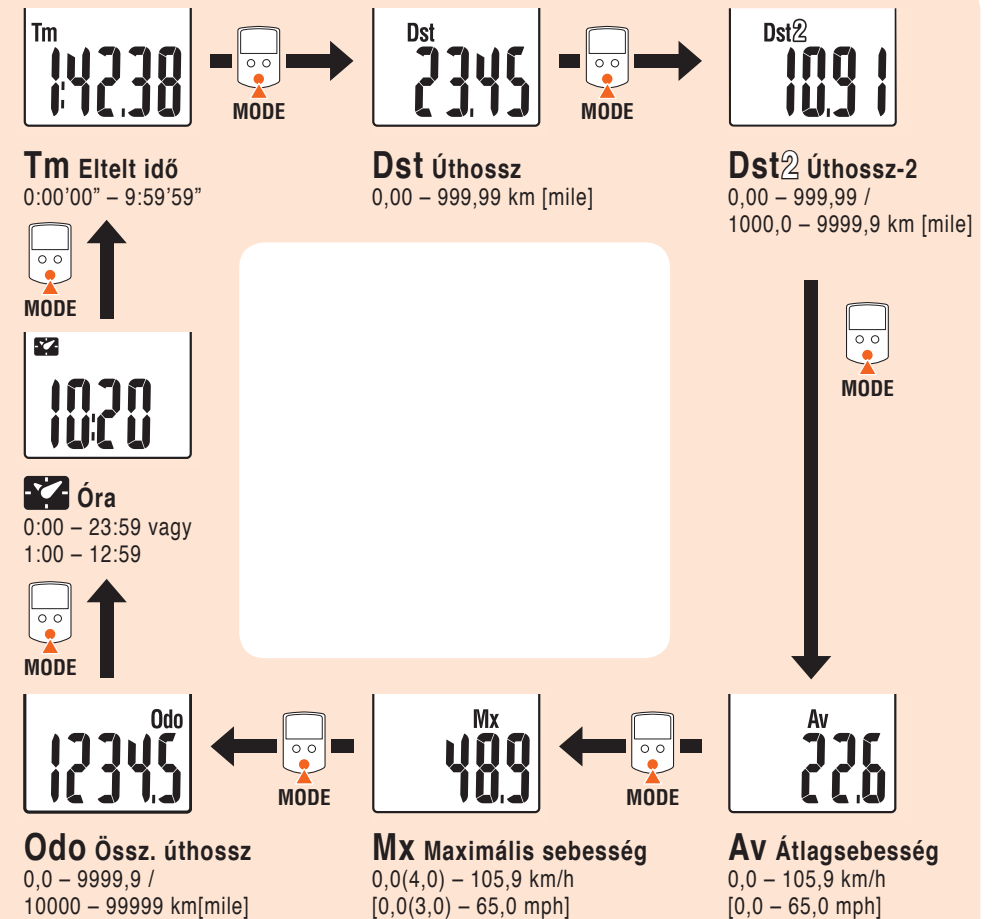 Tm
1:42.38
MODE
Dst
23.45
MODE
Dst2
10.91
Tm Eltelt idő
0:00’00” – 9:59’59”
Dst Úthossz
0,00 – 999,99 km [mile]
Dst2 Úthossz-2
0,00 – 999,99 /
1000,0 – 9999,9 km [mile]
MODE
MODE
10:20
Óra
0:00 – 23:59 vagy
1:00 – 12:59
MODE
Odo
1234.5
MODE
Mx
48.9
MODE
Av
22.6
Odo Össz. úthossz
0,0 – 9999,9 /
10000 – 99999 km[mile]
Mx Maximális sebesség
0,0(4,0) – 105,9 km/h
[0,0(3,0) – 65,0 mph]
Av Átlagsebesség
0,0 – 105,9 km/h
[0,0 – 65,0 mph]